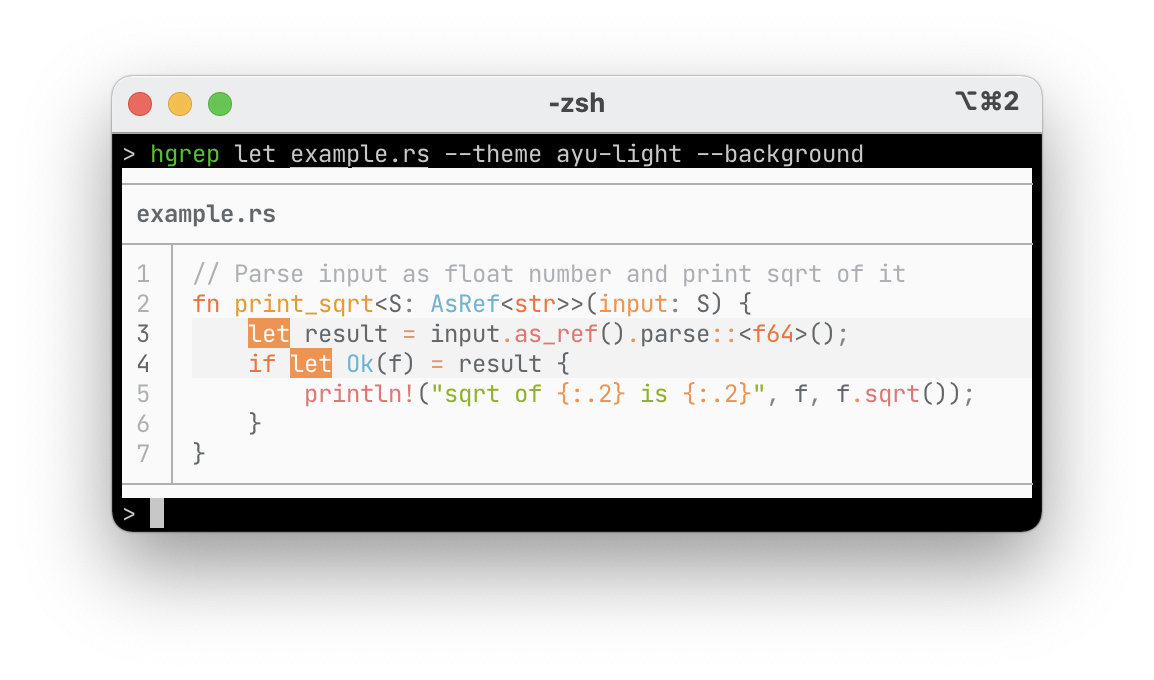 -zsh ⌥⌘2
> hgrep let example.rs --theme ayu-light --background
example.rs
1 // Parse input as float number and print sqrt of it
2 fn print_sqrt<S: AsRef<str>>(input: S) {
3     let result = input.as_ref().parse::<f64>();
4     if let Ok(f) = result {
5         println!("sqrt of {:.2} is {:.2}", f, f.sqrt());
6     }
7 }
>